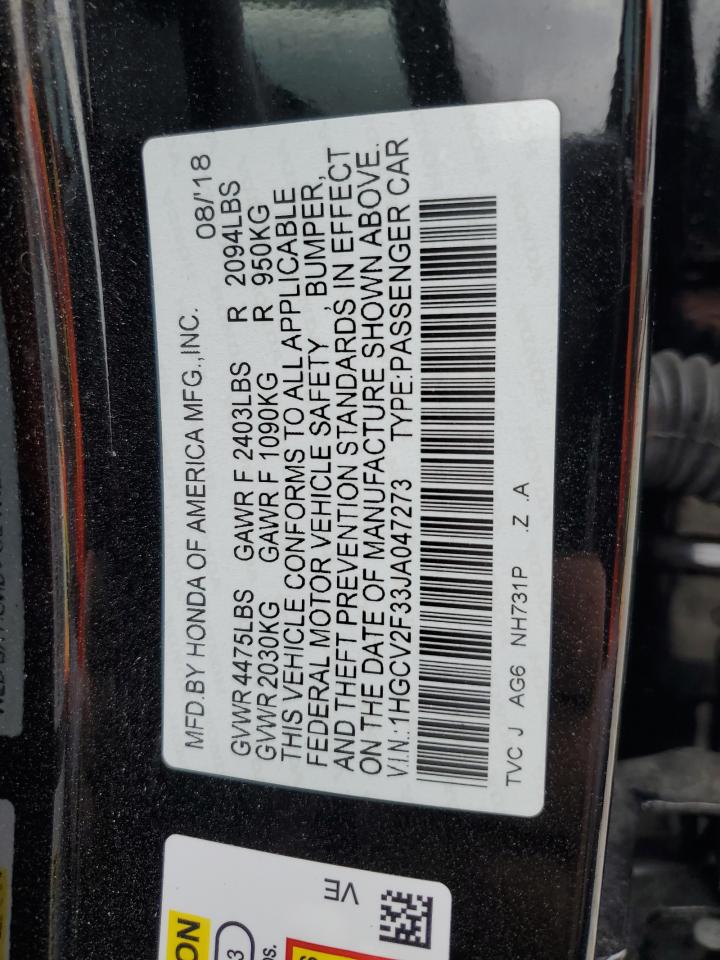 MFD.BY HONDA OF AMERICA MFG.,INC. 08/'18
GVWR 4475LBS GAWR F 2403LBS R 2094LBS
GVWR 2030KG GAWR F 1090KG R 950KG
THIS VEHICLE CONFORMS TO ALL APPLICABLE
FEDERAL MOTOR VEHICLE SAFETY , BUMPER,
AND THEFT PREVENTION STANDARDS IN EFFECT
ON THE DATE OF MANUFACTURE SHOWN ABOVE.
V.I.N.:1HGCV2F33JA047273 TYPE:PASSENGER CAR
TVC J AG6 NH731P .Z .A
VE
ON
3